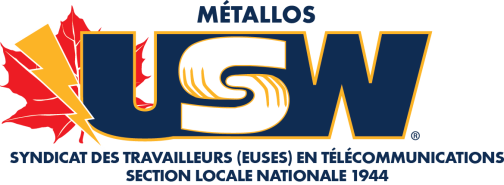 MÉTALLOS
USW®
SYNDICAT DES TRAVAILLEURS (EUSES) EN TÉLÉCOMMUNICATIONS
SECTION LOCALE NATIONALE 1944